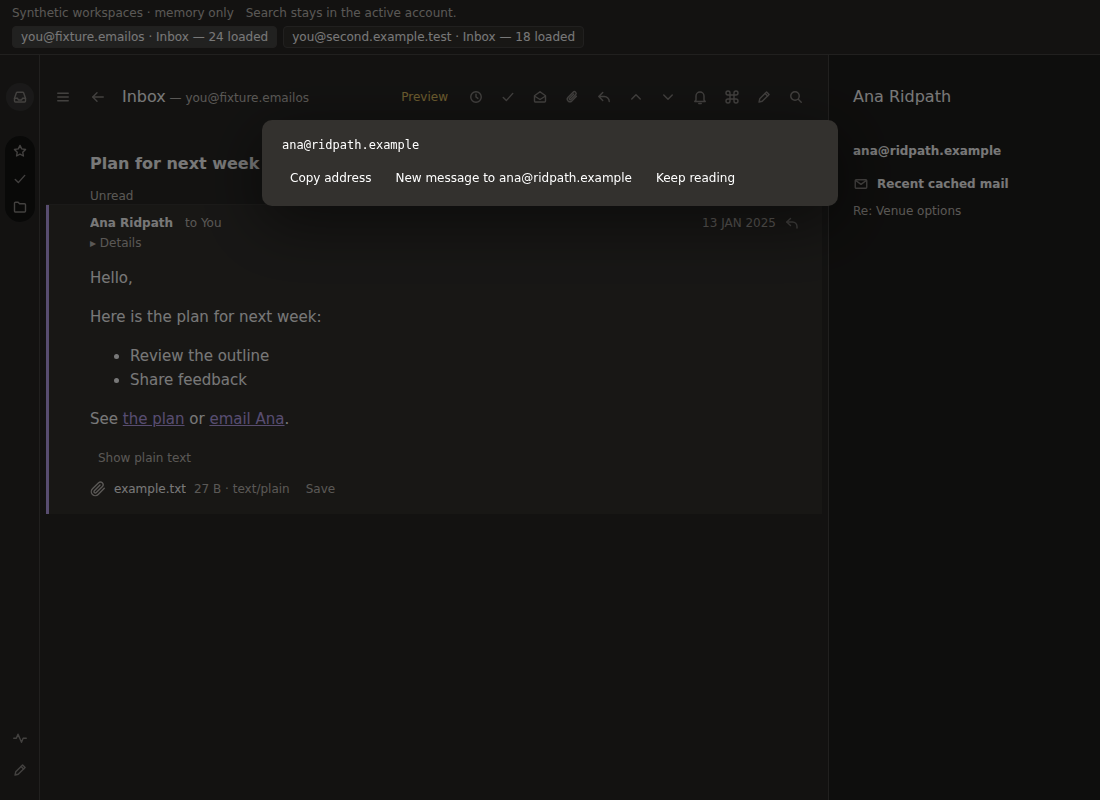 Synthetic workspaces · memory only Search stays in the active account.
you@fixture.emailos · Inbox — 24 loaded you@second.example.test · Inbox — 18 loaded
Inbox — you@fixture.emailos Preview
Ana Ridpath
ana@ridpath.example
Copy address New message to ana@ridpath.example Keep reading
Plan for next week
Unread
Ana Ridpath to You 13 JAN 2025
▸ Details
Hello,
Here is the plan for next week:
• Review the outline
• Share feedback
See the plan or email Ana.
Show plain text
example.txt 27 B · text/plain Save
ana@ridpath.example
Recent cached mail
Re: Venue options